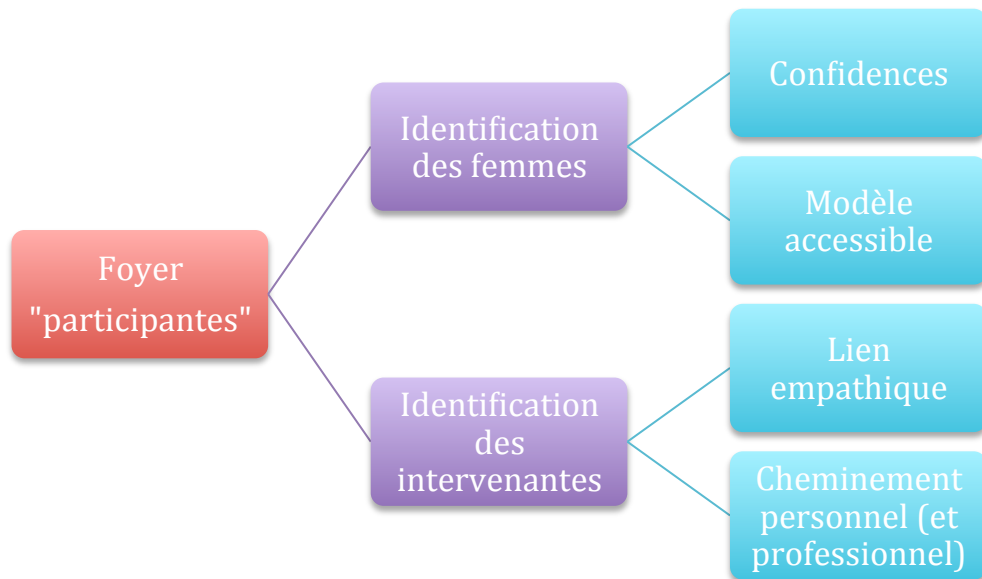 Foyer
"participantes"
Identification
des femmes
Confidences
Modèle
accessible
Identification
des
intervenantes
Lien
empathique
Cheminement
personnel (et
professionnel)